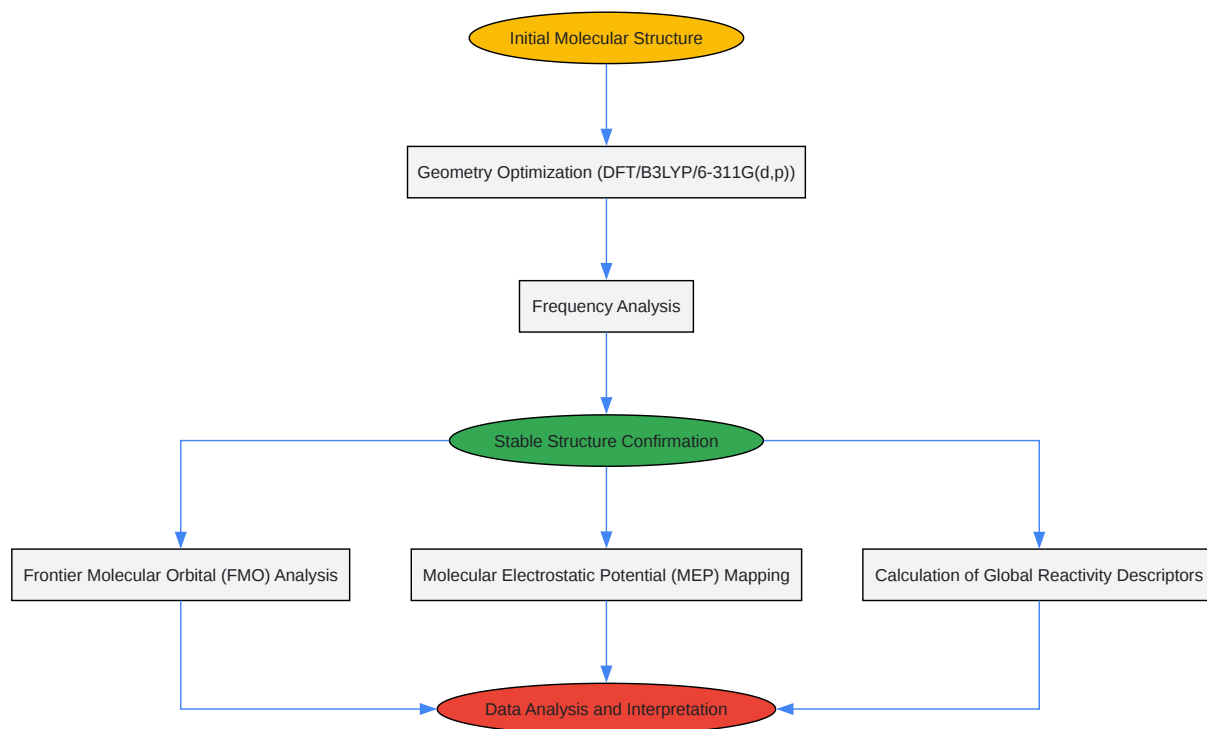 Initial Molecular Structure
Geometry Optimization (DFT/B3LYP/6-311G(d,p))
Frequency Analysis
Stable Structure Confirmation
Frontier Molecular Orbital (FMO) Analysis
Molecular Electrostatic Potential (MEP) Mapping
Calculation of Global Reactivity Descriptors
Data Analysis and Interpretation